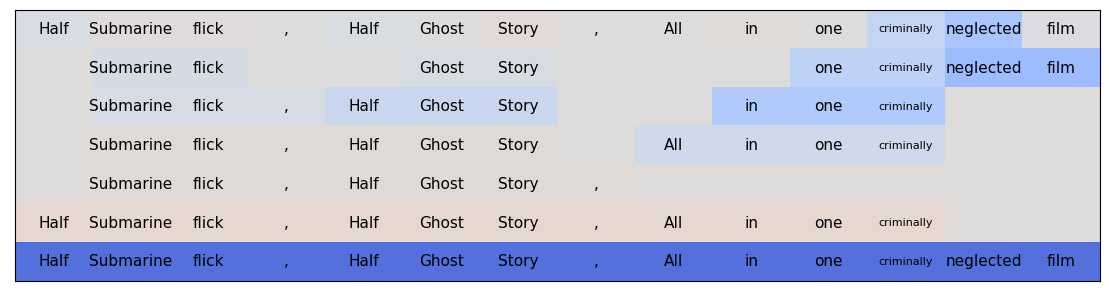 Half Submarine flick , Half Ghost Story , All in one criminally neglected film
Submarine flick Ghost Story one criminally neglected film
Submarine flick , Half Ghost Story in one criminally
Submarine flick , Half Ghost Story All in one criminally
Submarine flick , Half Ghost Story ,
Half Submarine flick , Half Ghost Story , All in one criminally
Half Submarine flick , Half Ghost Story , All in one criminally neglected film